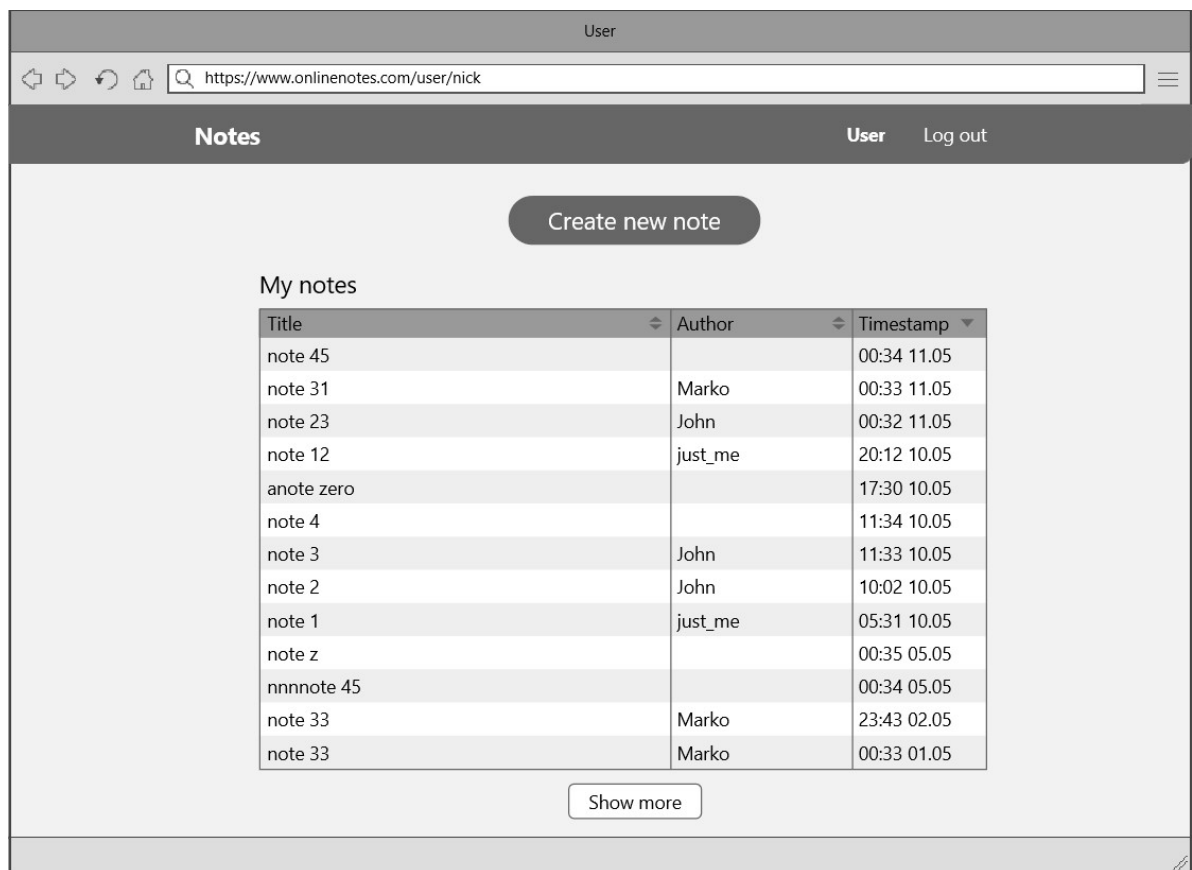 User
https://www.onlinenotes.com/user/nick
Notes User Log out
Create new note
My notes
Title Author Timestamp
note 45 00:34 11.05
note 31 Marko 00:33 11.05
note 23 John 00:32 11.05
note 12 just_me 20:12 10.05
anote zero 17:30 10.05
note 4 11:34 10.05
note 3 John 11:33 10.05
note 2 John 10:02 10.05
note 1 just_me 05:31 10.05
note z 00:35 05.05
nnnnote 45 00:34 05.05
note 33 Marko 23:43 02.05
note 33 Marko 00:33 01.05
Show more